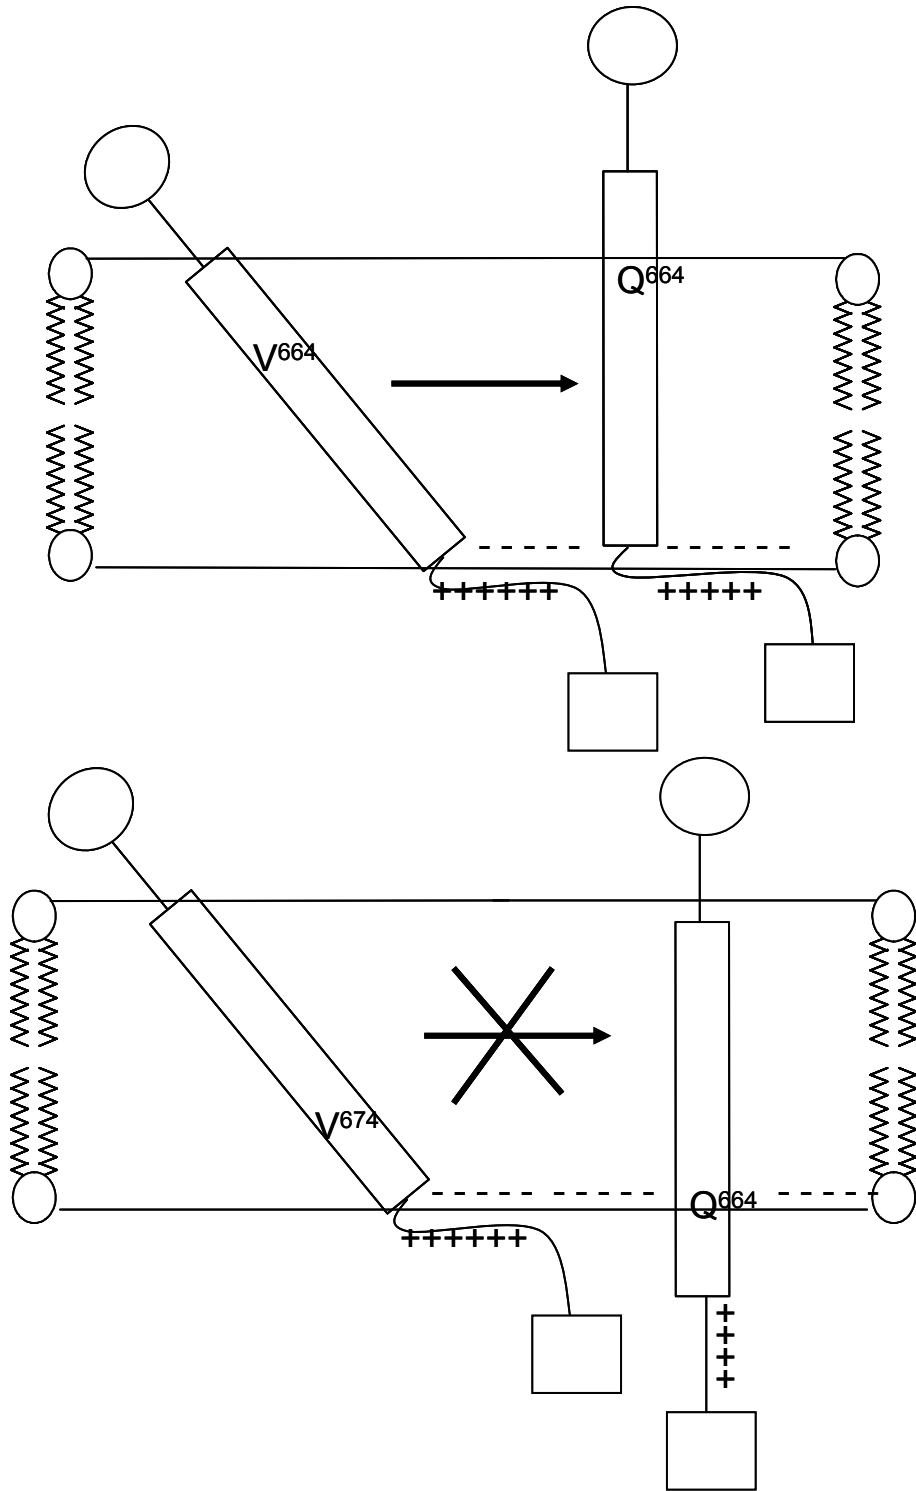 Q664
V664
- - - - - - - - - - -
++++++ +++++
V674
- - - - - - - - - - - - - -
Q664
++++++
+
+
+
+